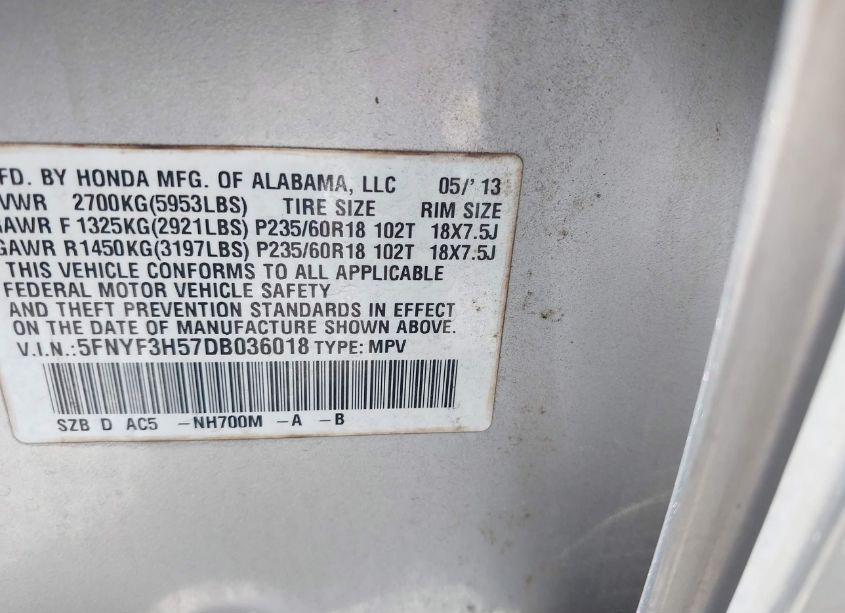 FD. BY HONDA MFG. OF ALABAMA, LLC 05/'13
VWR 2700KG(5953LBS) TIRE SIZE RIM SIZE
AWR F 1325KG(2921LBS) P235/60R18 102T 18X7.5J
GAWR R1450KG(3197LBS) P235/60R18 102T 18X7.5J
THIS VEHICLE CONFORMS TO ALL APPLICABLE
FEDERAL MOTOR VEHICLE SAFETY
AND THEFT PREVENTION STANDARDS IN EFFECT
ON THE DATE OF MANUFACTURE SHOWN ABOVE.
V.I.N.:5FNYF3H57DB036018 TYPE: MPV
SZB D AC5 -NH700M -A -B